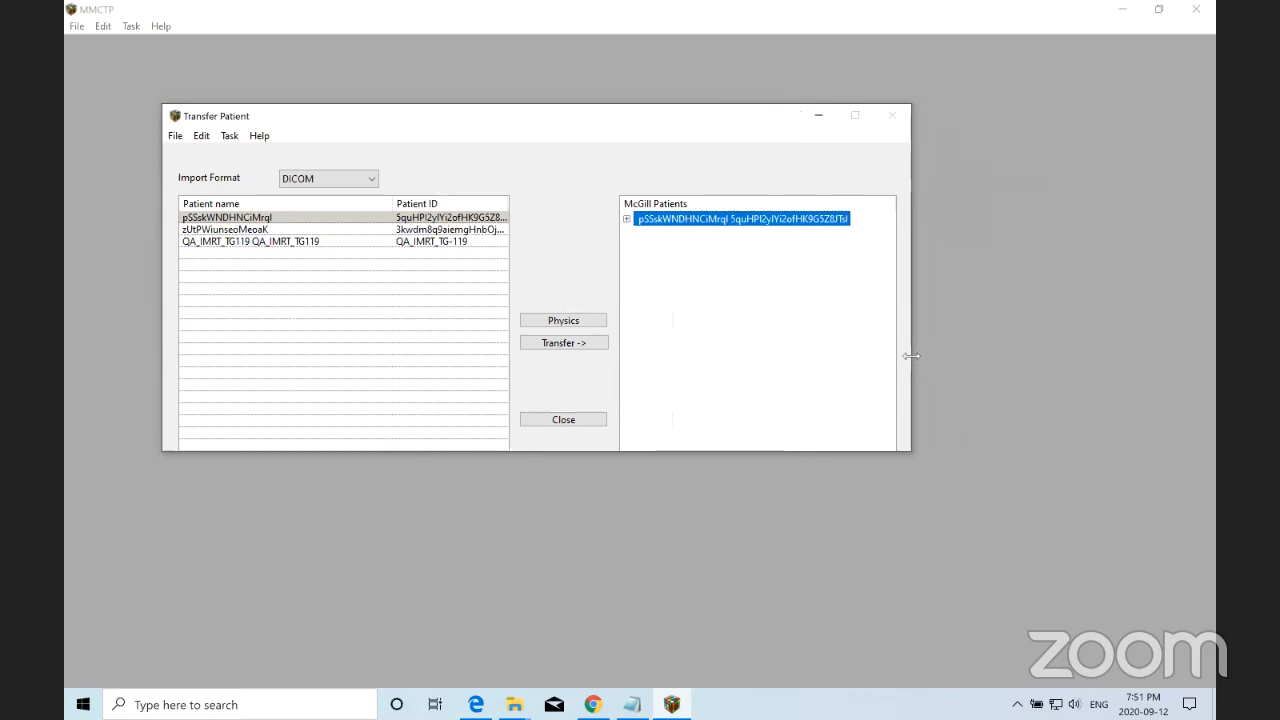 MMCTP
File Edit Task Help
Transfer Patient
File Edit Task Help
Import Format DICOM
Patient name Patient ID
McGill Patients
zUtPWiunseoMeoaK
QA_IMRT_TG119 QA_IMRT_TG119 QA_IMRT_TG-119
Physics
Transfer ->
Close
zoom
Type here to search
ENG
7:51 PM
2020-09-12